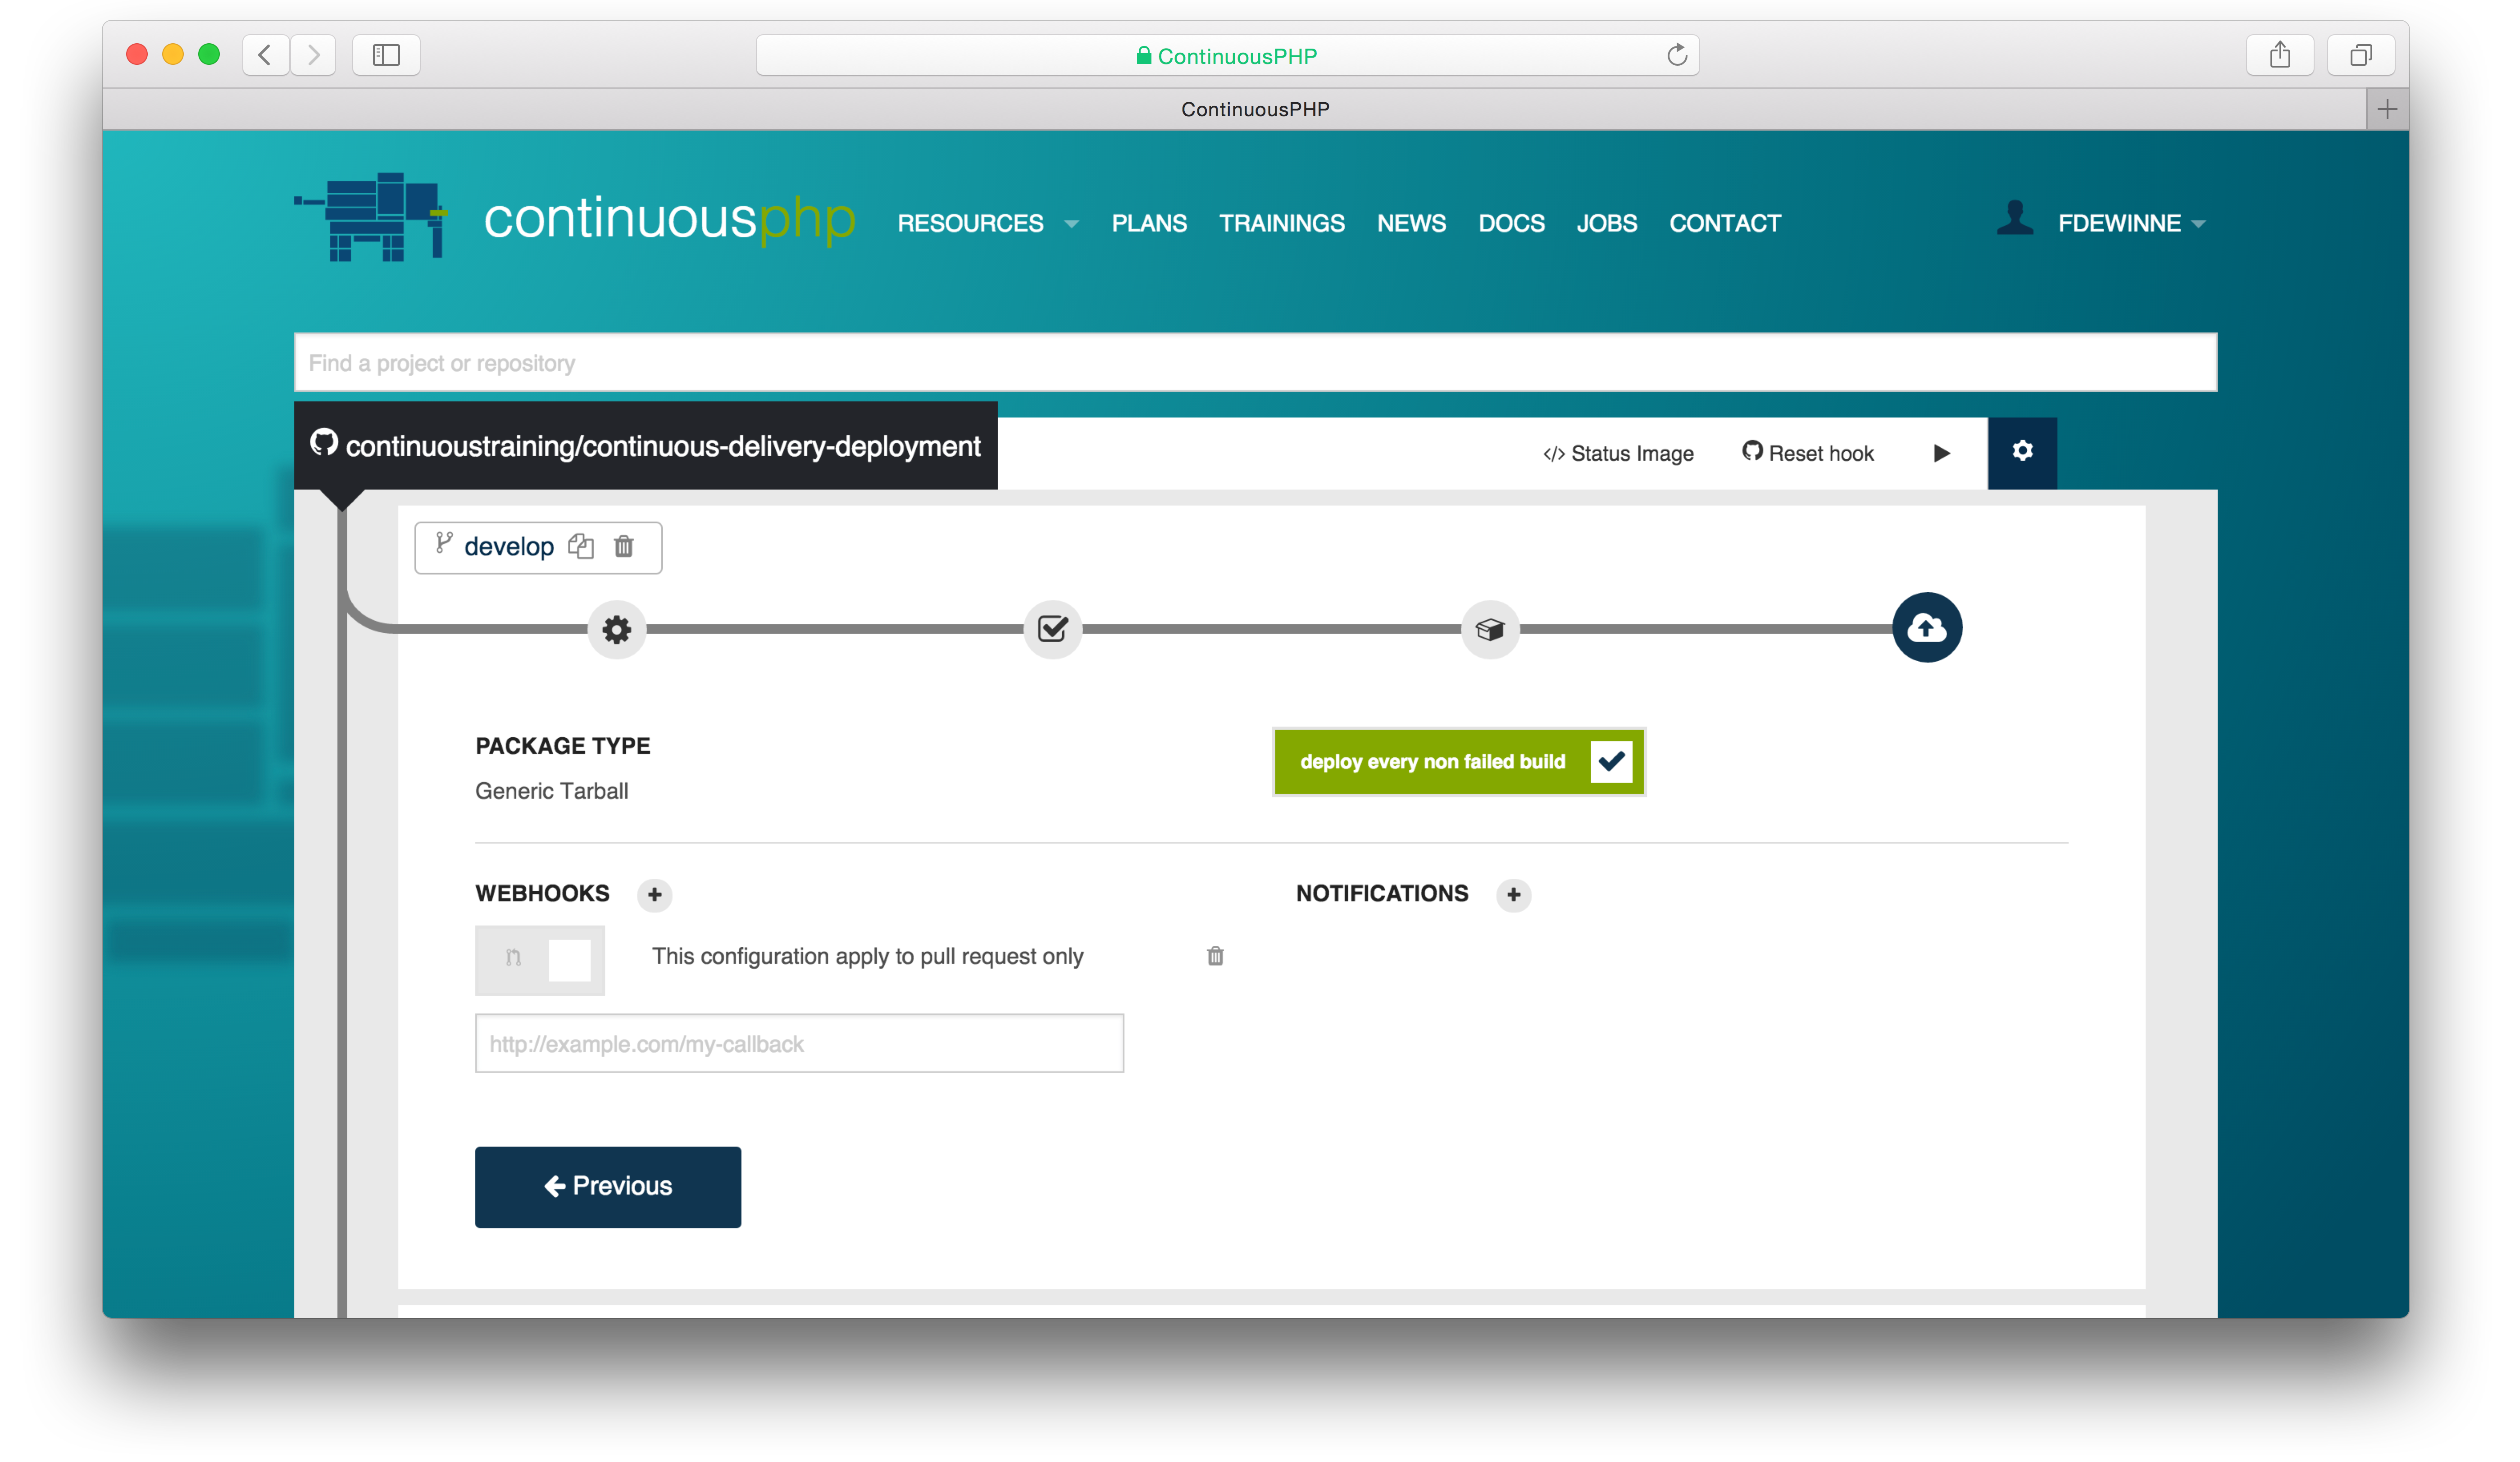 ContinuousPHP
ContinuousPHP
continuousphp RESOURCES PLANS TRAININGS NEWS DOCS JOBS CONTACT FDEWINNE
Find a project or repository
continuoustraining/continuous-delivery-deployment
</> Status Image Reset hook
develop
PACKAGE TYPE
deploy every non failed build
Generic Tarball
WEBHOOKS
NOTIFICATIONS
This configuration apply to pull request only
http://example.com/my-callback
Previous